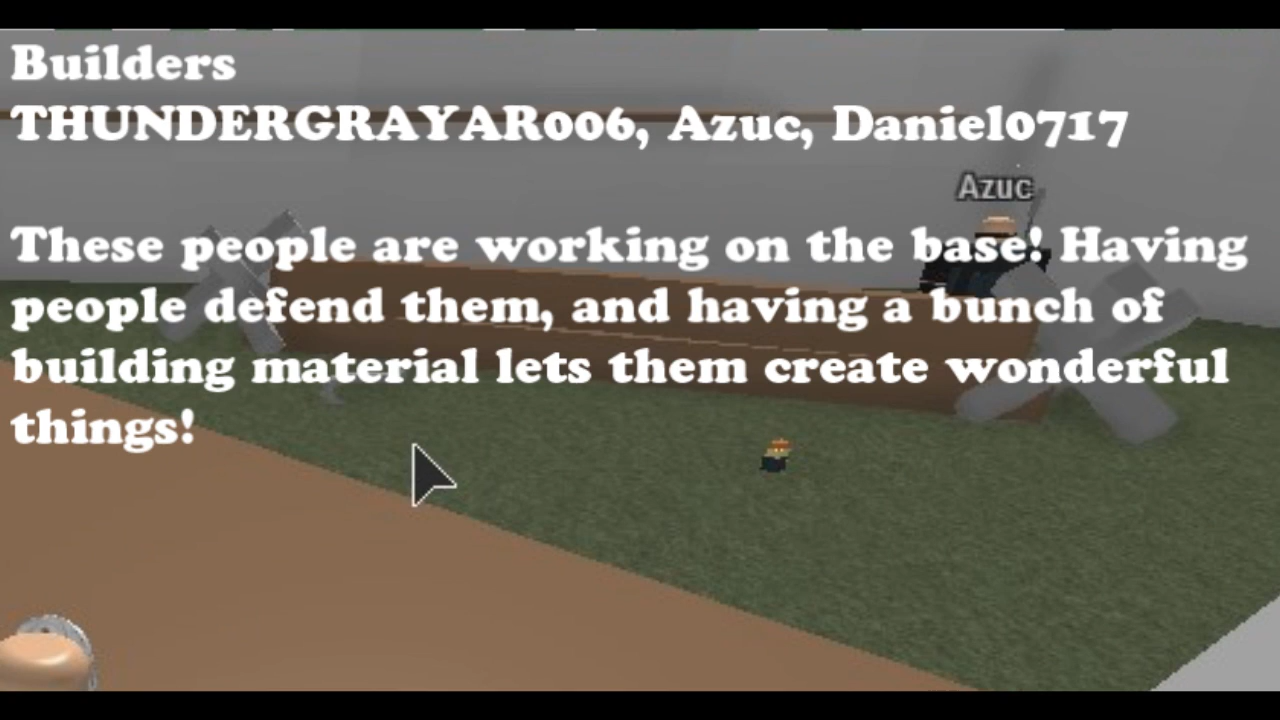 Builders
THUNDERGRAYAR006, Azuc, Daniel0717
Azuc
These people are working on the base! Having
people defend them, and having a bunch of
building material lets them create wonderful
things!